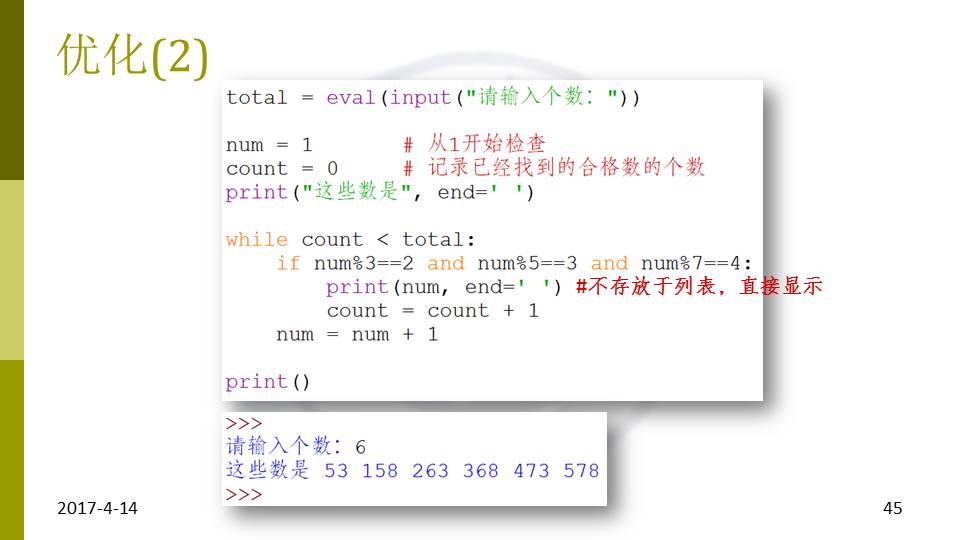 优化(2)
total = eval(input("请输入个数: "))
num = 1       # 从1开始检查
count = 0     # 记录已经找到的合格数的个数
print("这些数是", end=' ')
while count < total:
    if num%3==2 and num%5==3 and num%7==4:
        print(num, end=' ') #不存放于列表，直接显示
        count = count + 1
    num = num + 1
print()
>>>
请输入个数: 6
这些数是 53 158 263 368 473 578
>>>
2017-4-14
45